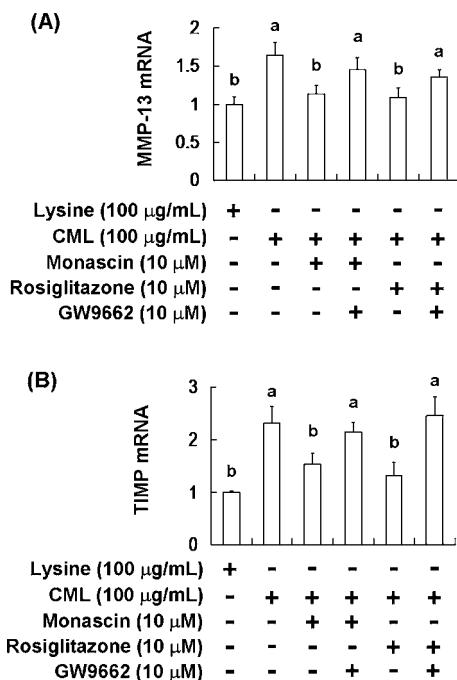 (A)
MMP-13 mRNA
2
1.5
1
0.5
0
b a b a b a
Lysine (100 μg/mL) + - - - - -
CML (100 μg/mL) - + + + + +
Monascin (10 μM) - - + + - -
Rosiglitazone (10 μM) - - - - + +
GW9662 (10 μM) - - - + - +
(B)
TIMP mRNA
3
2
1
0
b a b a b a
Lysine (100 μg/mL) + - - - - -
CML (100 μg/mL) - + + + + +
Monascin (10 μM) - - + + - -
Rosiglitazone (10 μM) - - - - + +
GW9662 (10 μM) - - - + - +